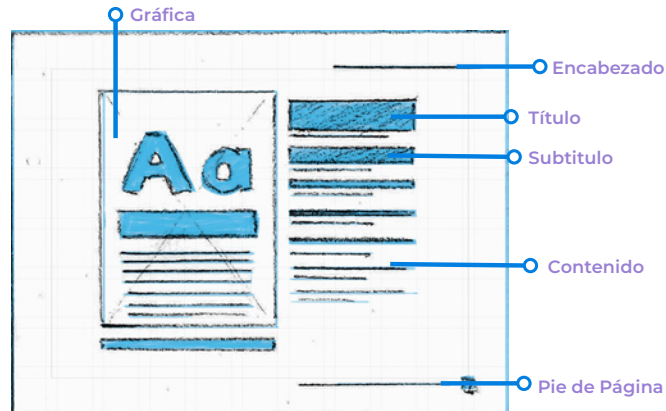 Gráfica
Encabezado
Título
Subtitulo
Aa
Contenido
Pie de Página